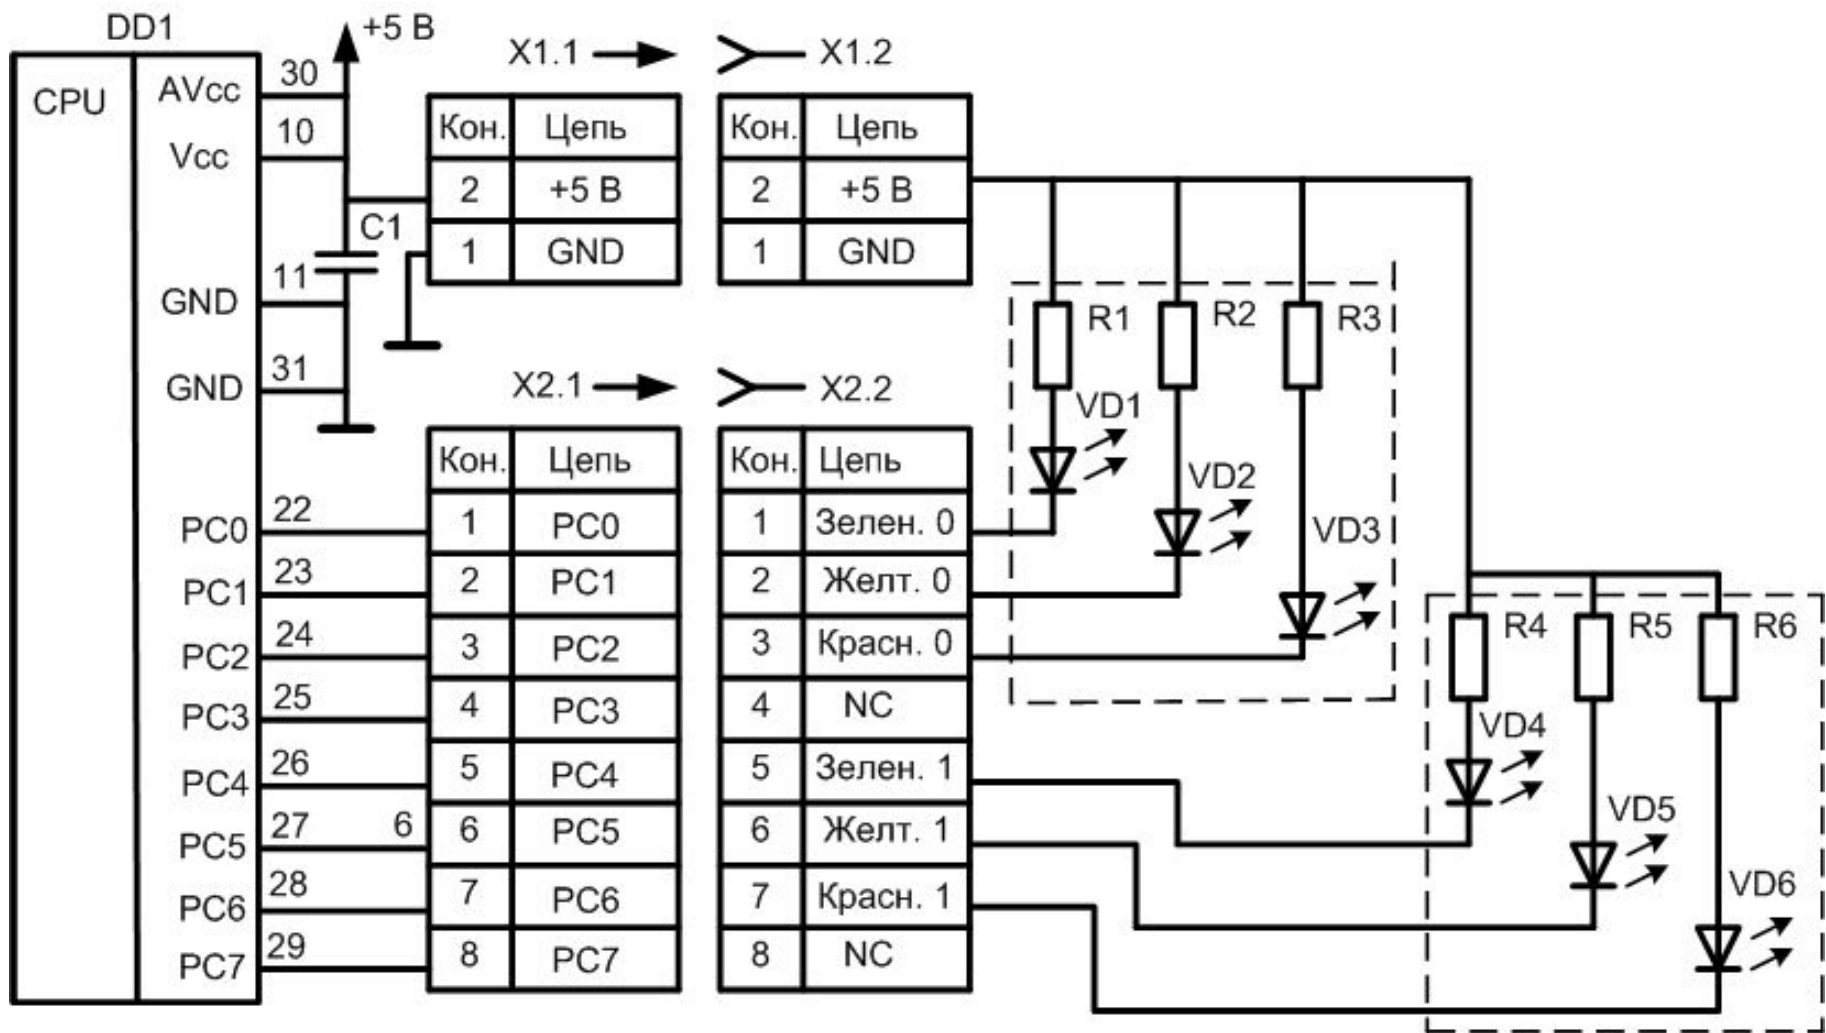 DD1
+5 В
CPU
AVcc
30
Vcc
10
C1
GND
11
GND
31
PC0
22
PC1
23
PC2
24
PC3
25
PC4
26
PC5
27
6
PC6
28
PC7
29
X1.1
X1.2
Кон. Цепь
2 +5 В
1 GND
Кон. Цепь
2 +5 В
1 GND
X2.1
X2.2
Кон. Цепь
1 PC0
2 PC1
3 PC2
4 PC3
5 PC4
6 PC5
7 PC6
8 PC7
Кон. Цепь
1 Зелен. 0
2 Желт. 0
3 Красн. 0
4 NC
5 Зелен. 1
6 Желт. 1
7 Красн. 1
8 NC
R1
R2
R3
VD1
VD2
VD3
R4
R5
R6
VD4
VD5
VD6